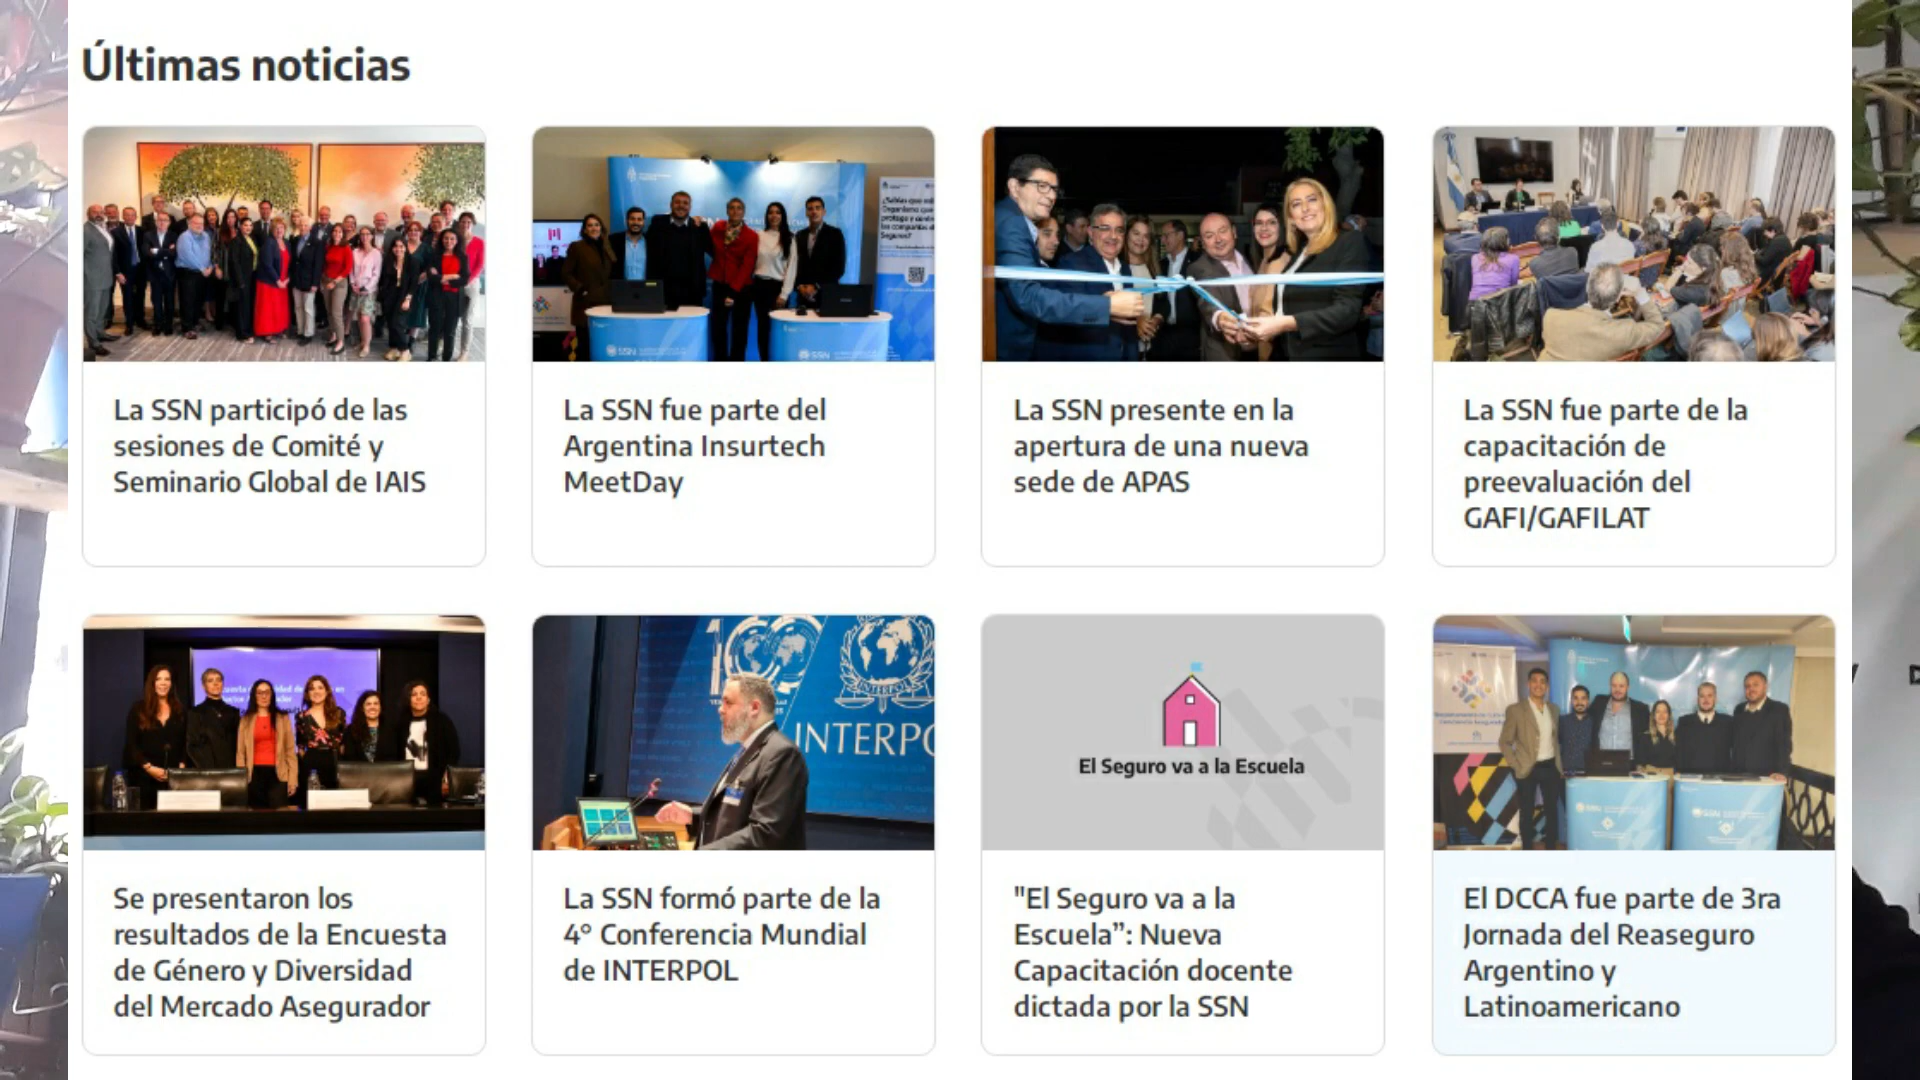 Últimas noticias
La SSN participó de las
sesiones de Comité y
Seminario Global de IAIS
La SSN fue parte del
Argentina Insurtech
MeetDay
La SSN presente en la
apertura de una nueva
sede de APAS
La SSN fue parte de la
capacitación de
preevaluación del
GAFI/GAFILAT
INTERPOL
El Seguro va a la Escuela
Se presentaron los
resultados de la Encuesta
de Género y Diversidad
del Mercado Asegurador
La SSN formó parte de la
4° Conferencia Mundial
de INTERPOL
"El Seguro va a la
Escuela”: Nueva
Capacitación docente
dictada por la SSN
El DCCA fue parte de 3ra
Jornada del Reaseguro
Argentino y
Latinoamericano